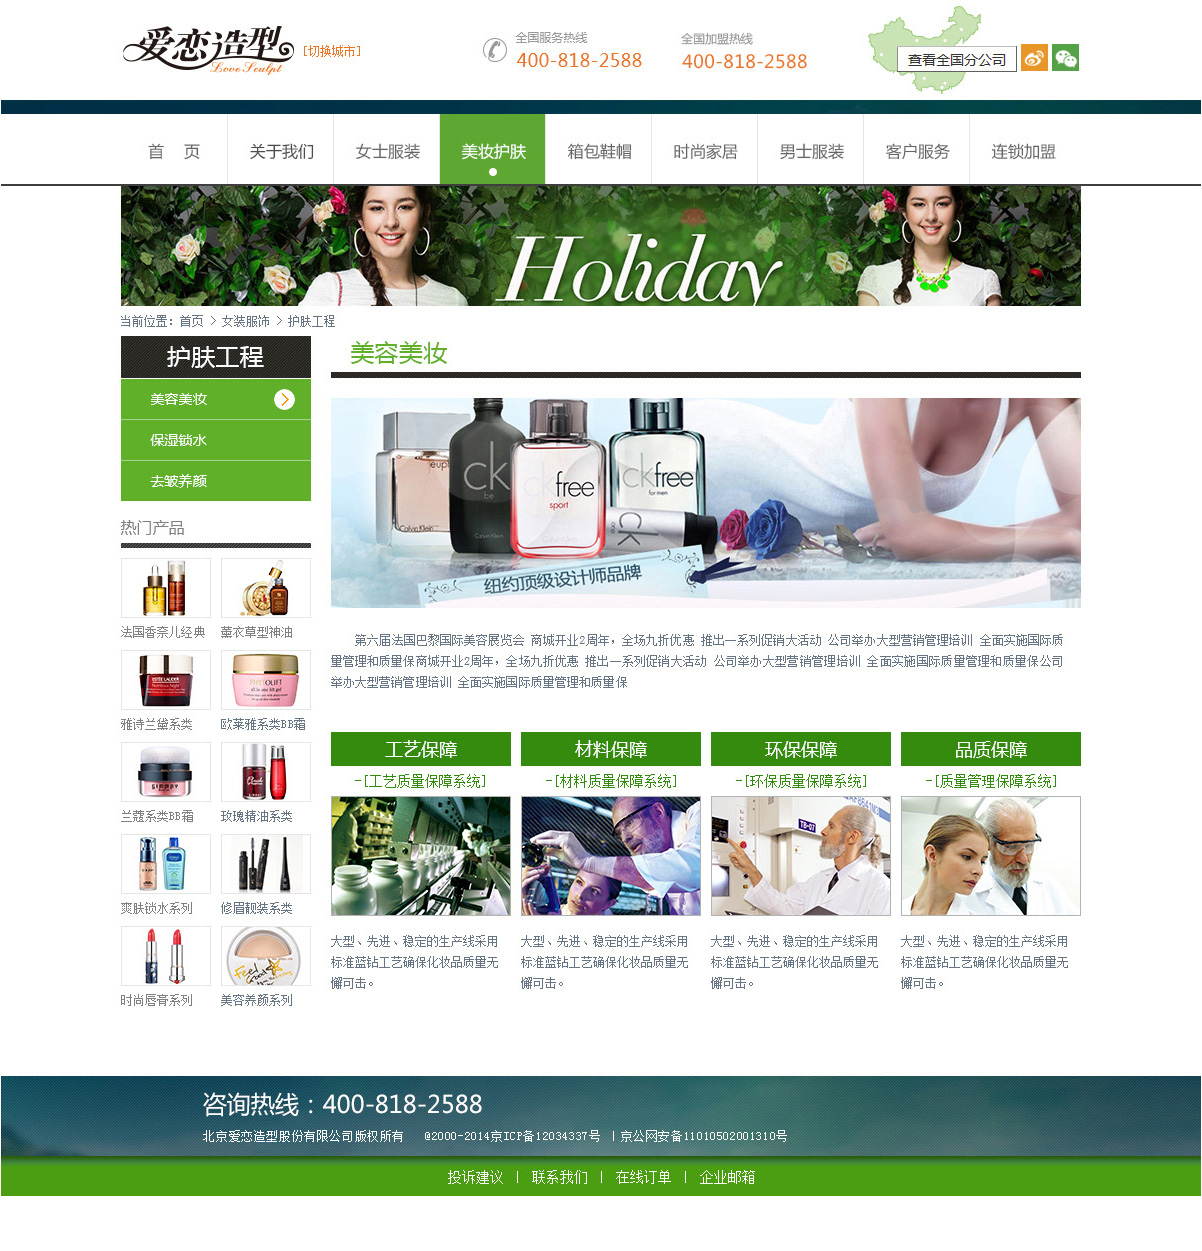 爱恋造型
Love Sculpt
[切换城市]
全国服务热线
400-818-2588
全国加盟热线
400-818-2588
查看全国分公司
首 页
关于我们
女士服装
美妆护肤
箱包鞋帽
时尚家居
男士服装
客户服务
连锁加盟
Holiday
当前位置：首页 > 女装服饰 > 护肤工程
护肤工程
美容美妆
保湿锁水
去皱养颜
热门产品
法国香奈儿经典
薰衣草型神油
雅诗兰黛系类
欧莱雅系类BB霜
兰蔻系类BB霜
玫瑰精油系类
爽肤锁水系列
修眉靓装系类
时尚唇膏系列
美容养颜系列
美容美妆
euph
ck
be
Calvin Klein
ck free
sport
ck free
for men
CK
纽约顶级设计师品牌
第六届法国巴黎国际美容展览会 商城开业2周年，全场九折优惠 推出一系列促销大活动 公司举办大型营销管理培训 全面实施国际质
量管理和质量保商城开业2周年，全场九折优惠 推出一系列促销大活动 公司举办大型营销管理培训 全面实施国际质量管理和质量保公司
举办大型营销管理培训 全面实施国际质量管理和质量保
工艺保障
-[工艺质量保障系统]
大型、先进、稳定的生产线采用
标准蓝钻工艺确保化妆品质量无
懈可击。
材料保障
-[材料质量保障系统]
大型、先进、稳定的生产线采用
标准蓝钻工艺确保化妆品质量无
懈可击。
环保保障
-[环保质量保障系统]
T8-07
大型、先进、稳定的生产线采用
标准蓝钻工艺确保化妆品质量无
懈可击。
品质保障
-[质量管理保障系统]
大型、先进、稳定的生产线采用
标准蓝钻工艺确保化妆品质量无
懈可击。
咨询热线：400-818-2588
北京爱恋造型股份有限公司版权所有 @2000-2014京ICP备12034337号 | 京公网安备11010502001310号
投诉建议 | 联系我们 | 在线订单 | 企业邮箱